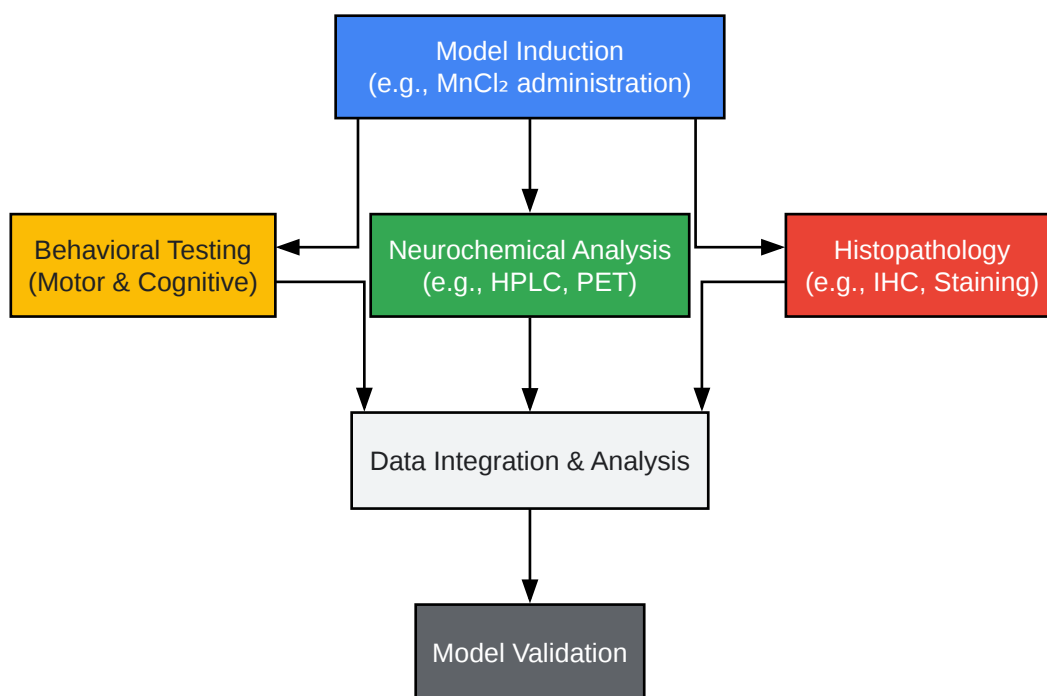 Model Induction
(e.g., MnCl₂ administration)
Behavioral Testing
(Motor & Cognitive)
Neurochemical Analysis
(e.g., HPLC, PET)
Histopathology
(e.g., IHC, Staining)
Data Integration & Analysis
Model Validation